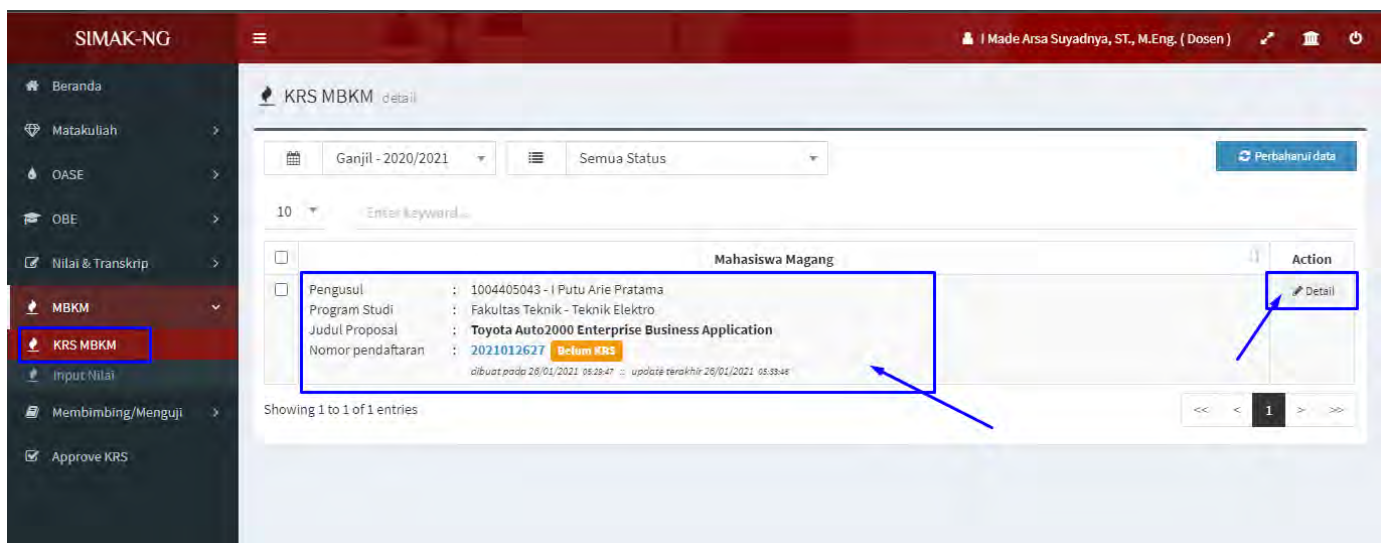 SIMAK-NG
I Made Arsa Suyadnya, ST., M.Eng. ( Dosen )
Beranda
Matakuliah
OASE
OBE
Nilai & Transkrip
MBKM
KRS MBKM
Input Nilai
Membimbing/Menguji
Approve KRS
KRS MBKM detail
Ganjil - 2020/2021
Semua Status
Perbaharui data
10
Enter keyword...
Mahasiswa Magang
Action
Pengusul : 1004405043 - I Putu Arie Pratama
Program Studi : Fakultas Teknik - Teknik Elektro
Judul Proposal : Toyota Auto2000 Enterprise Business Application
Nomor pendaftaran : 2021012627 Belum KRS
dibuat pada 26/01/2021 :: update terakhir 26/01/2021
Detail
Showing 1 to 1 of 1 entries
<< < 1 > >>